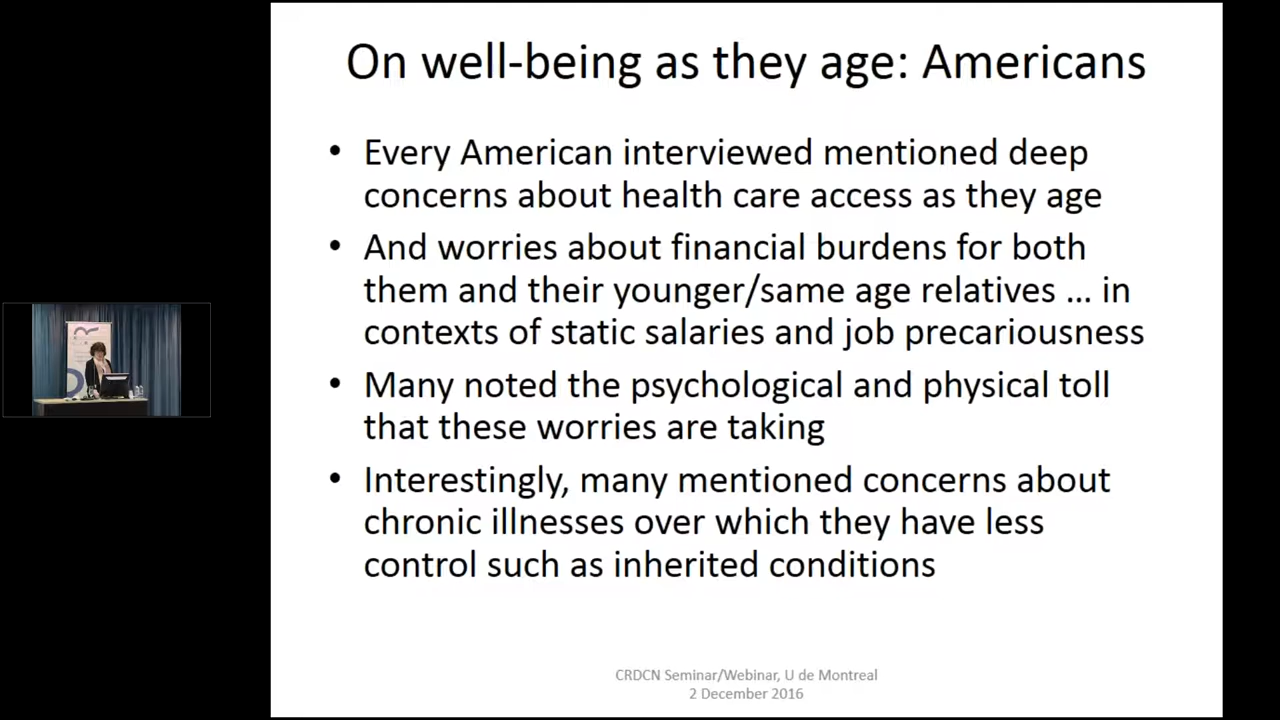 On well-being as they age: Americans
• Every American interviewed mentioned deep
concerns about health care access as they age
• And worries about financial burdens for both
them and their younger/same age relatives … in
contexts of static salaries and job precariousness
• Many noted the psychological and physical toll
that these worries are taking
• Interestingly, many mentioned concerns about
chronic illnesses over which they have less
control such as inherited conditions
CRDCN Seminar/Webinar, U de Montreal
2 December 2016